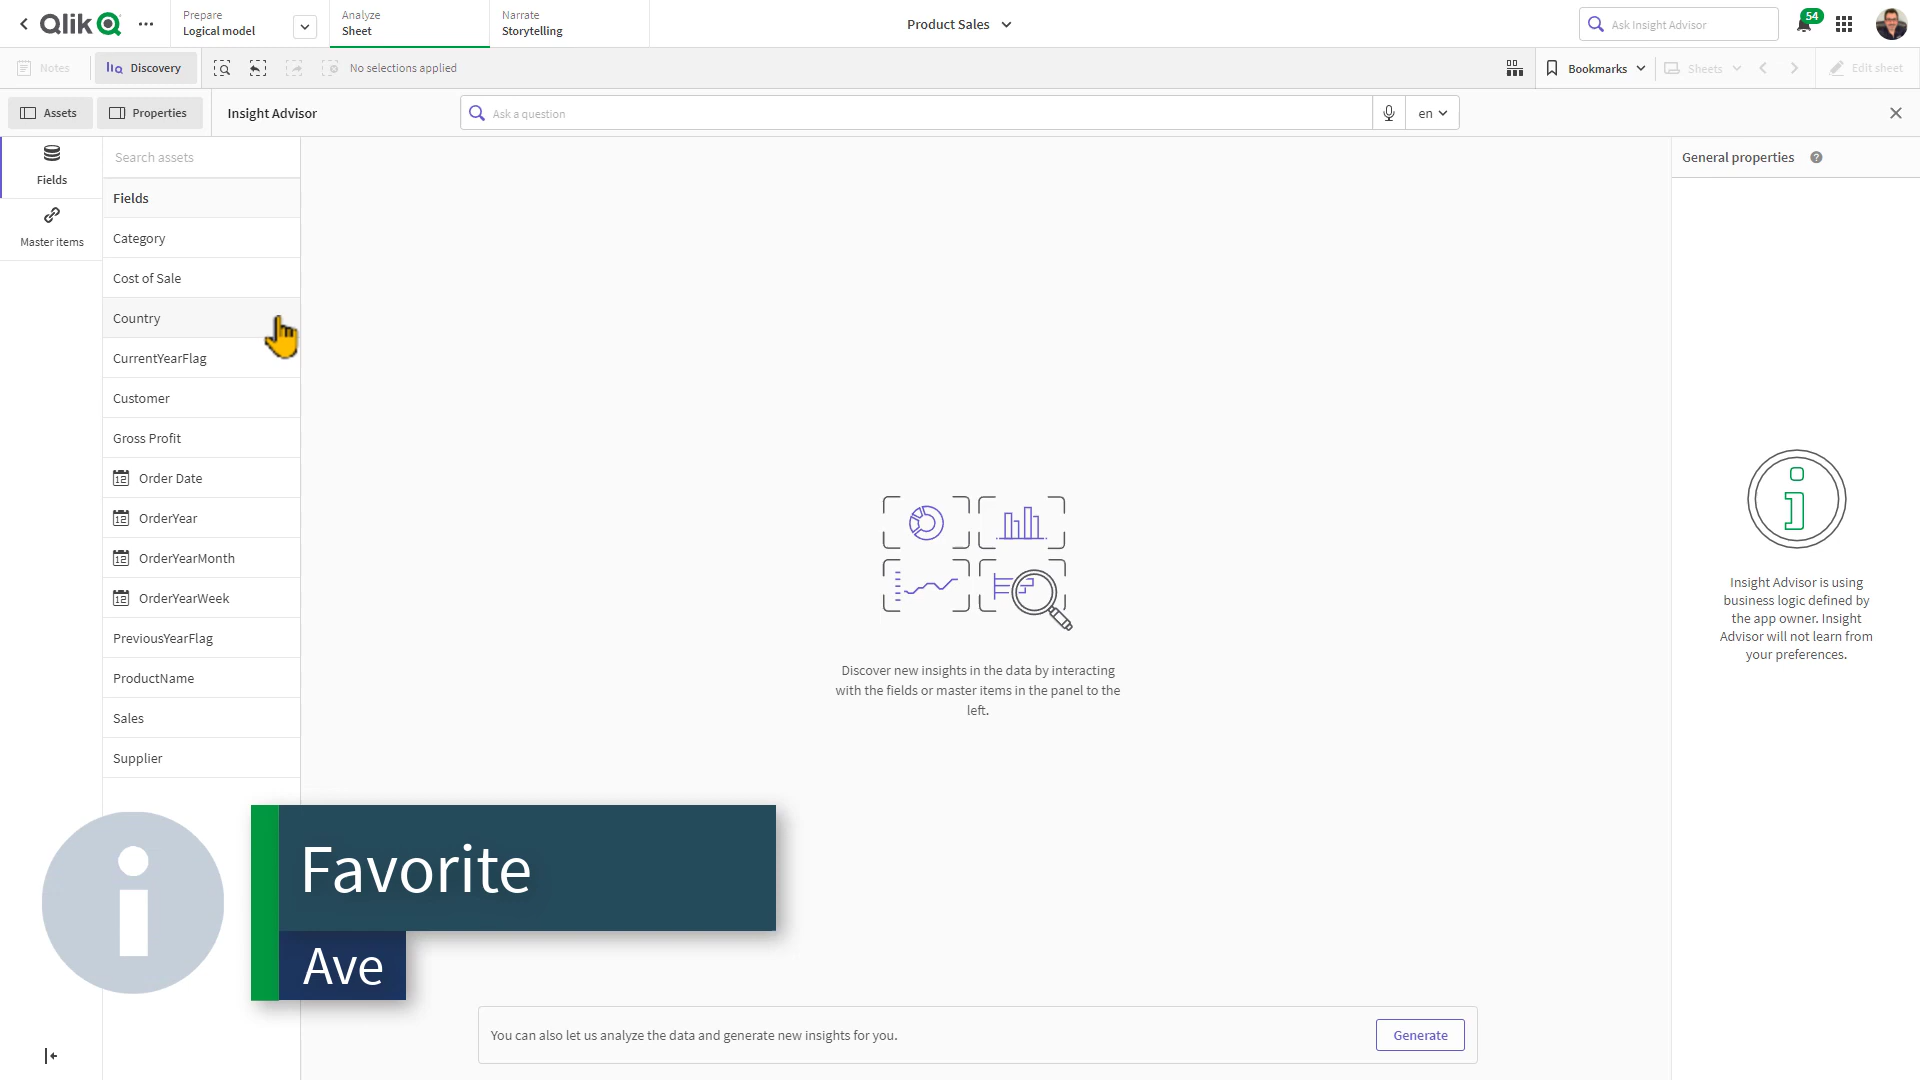 Qlik
Prepare
Logical model
Analyze
Sheet
Narrate
Storytelling
Product Sales
Ask Insight Advisor
54
Notes
Discovery
No selections applied
Bookmarks
Sheets
Edit sheet
Assets
Properties
Insight Advisor
Ask a question
en
Fields
Master items
Search assets
Fields
Category
Cost of Sale
Country
CurrentYearFlag
Customer
Gross Profit
12 Order Date
12 OrderYear
12 OrderYearMonth
12 OrderYearWeek
PreviousYearFlag
ProductName
Sales
Supplier
Discover new insights in the data by interacting
with the fields or master items in the panel to the
left.
General properties ?
Insight Advisor is using
business logic defined by
the app owner. Insight
Advisor will not learn from
your preferences.
Favorite
Ave
You can also let us analyze the data and generate new insights for you.
Generate